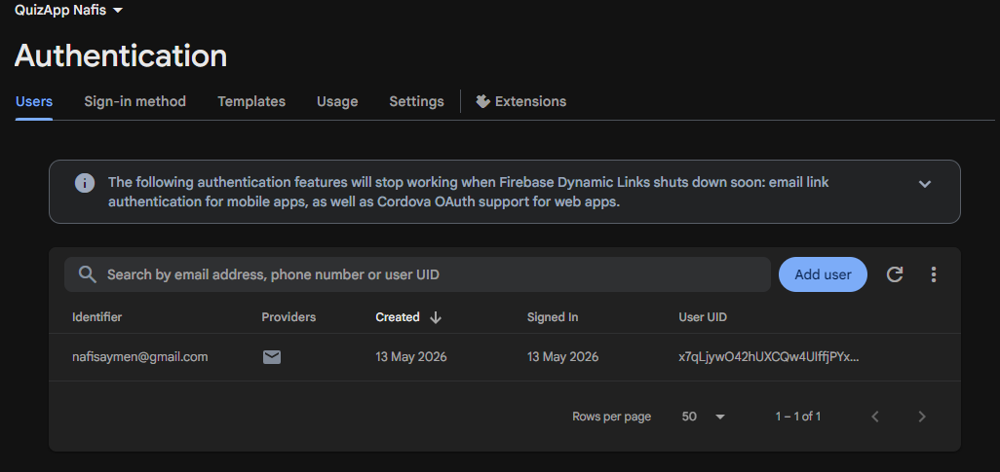 QuizApp Nafis
Authentication
Users Sign-in method Templates Usage Settings Extensions
The following authentication features will stop working when Firebase Dynamic Links shuts down soon: email link
authentication for mobile apps, as well as Cordova OAuth support for web apps.
Search by email address, phone number or user UID Add user
Identifier Providers Created Signed In User UID
nafisaymen@gmail.com 13 May 2026 13 May 2026 x7qLjywO42hUXCQw4UIffjPYx...
Rows per page 50 1 – 1 of 1